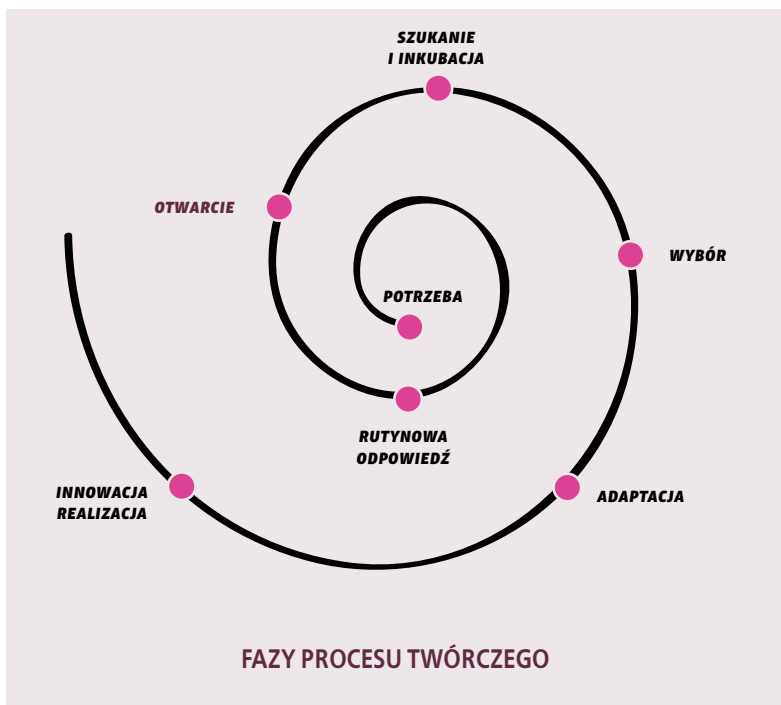 SZUKANIE
I INKUBACJA
OTWARCIE
WYBÓR
POTRZEBA
RUTYNOWA
ODPOWIEDŹ
INNOWACJA
REALIZACJA
ADAPTACJA
FAZY PROCESU TWÓRCZEGO